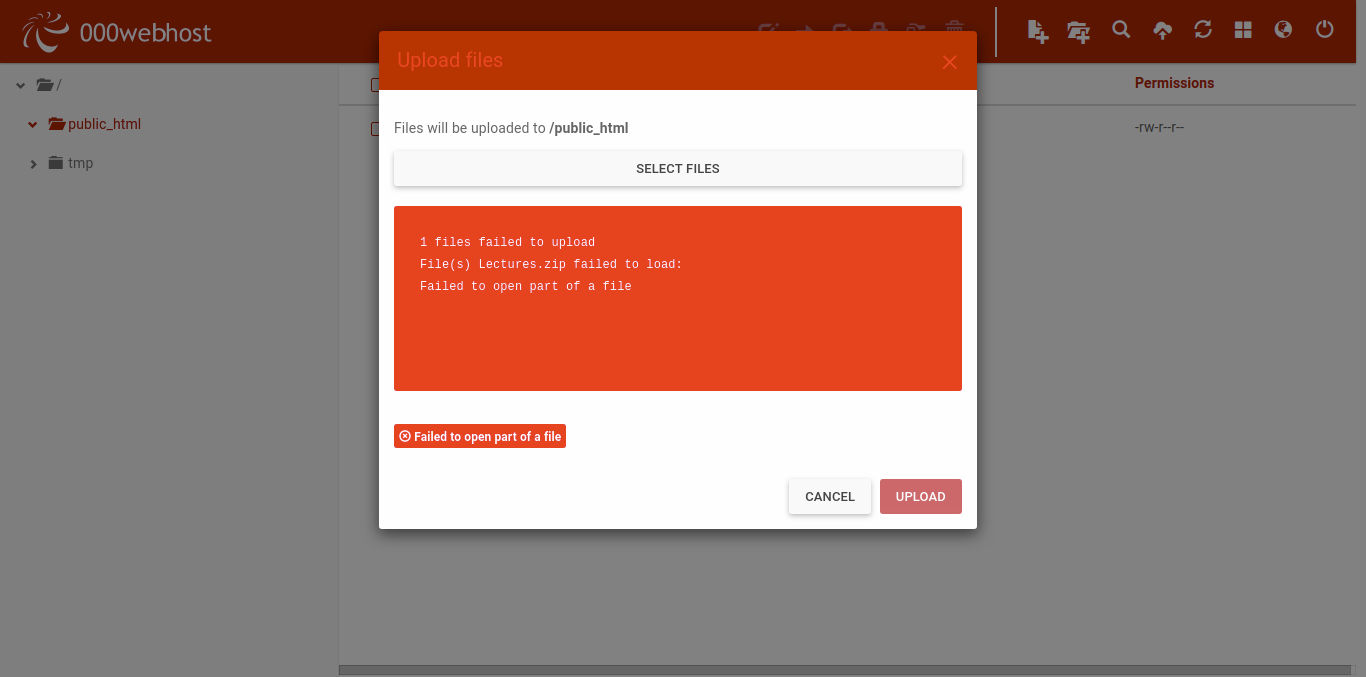 000webhost
Upload files
/
Permissions
public_html
-rw-r--r--
tmp
Files will be uploaded to /public_html
SELECT FILES
1 files failed to upload
File(s) Lectures.zip failed to load:
Failed to open part of a file
Failed to open part of a file
CANCEL
UPLOAD